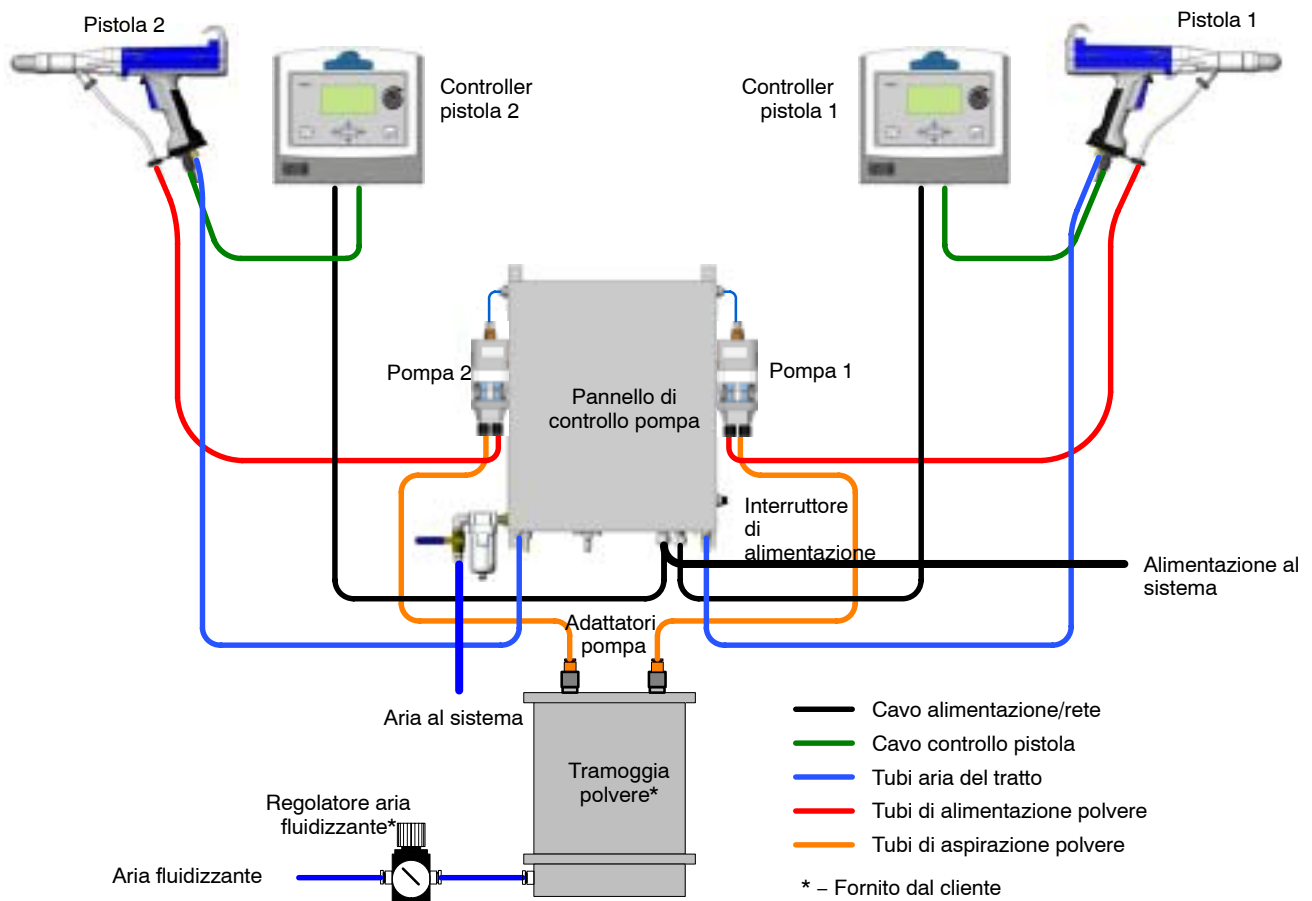 Pistola 2
Pistola 1
Controller
pistola 2
Controller
pistola 1
Pompa 2
Pannello di
controllo pompa
Pompa 1
Interruttore
di
alimentazione
Alimentazione al
sistema
Adattatori
pompa
Aria al sistema
Tramoggia
polvere*
Regolatore aria
fluidizzante*
Aria fluidizzante
Cavo alimentazione/rete
Cavo controllo pistola
Tubi aria del tratto
Tubi di alimentazione polvere
Tubi di aspirazione polvere
* – Fornito dal cliente